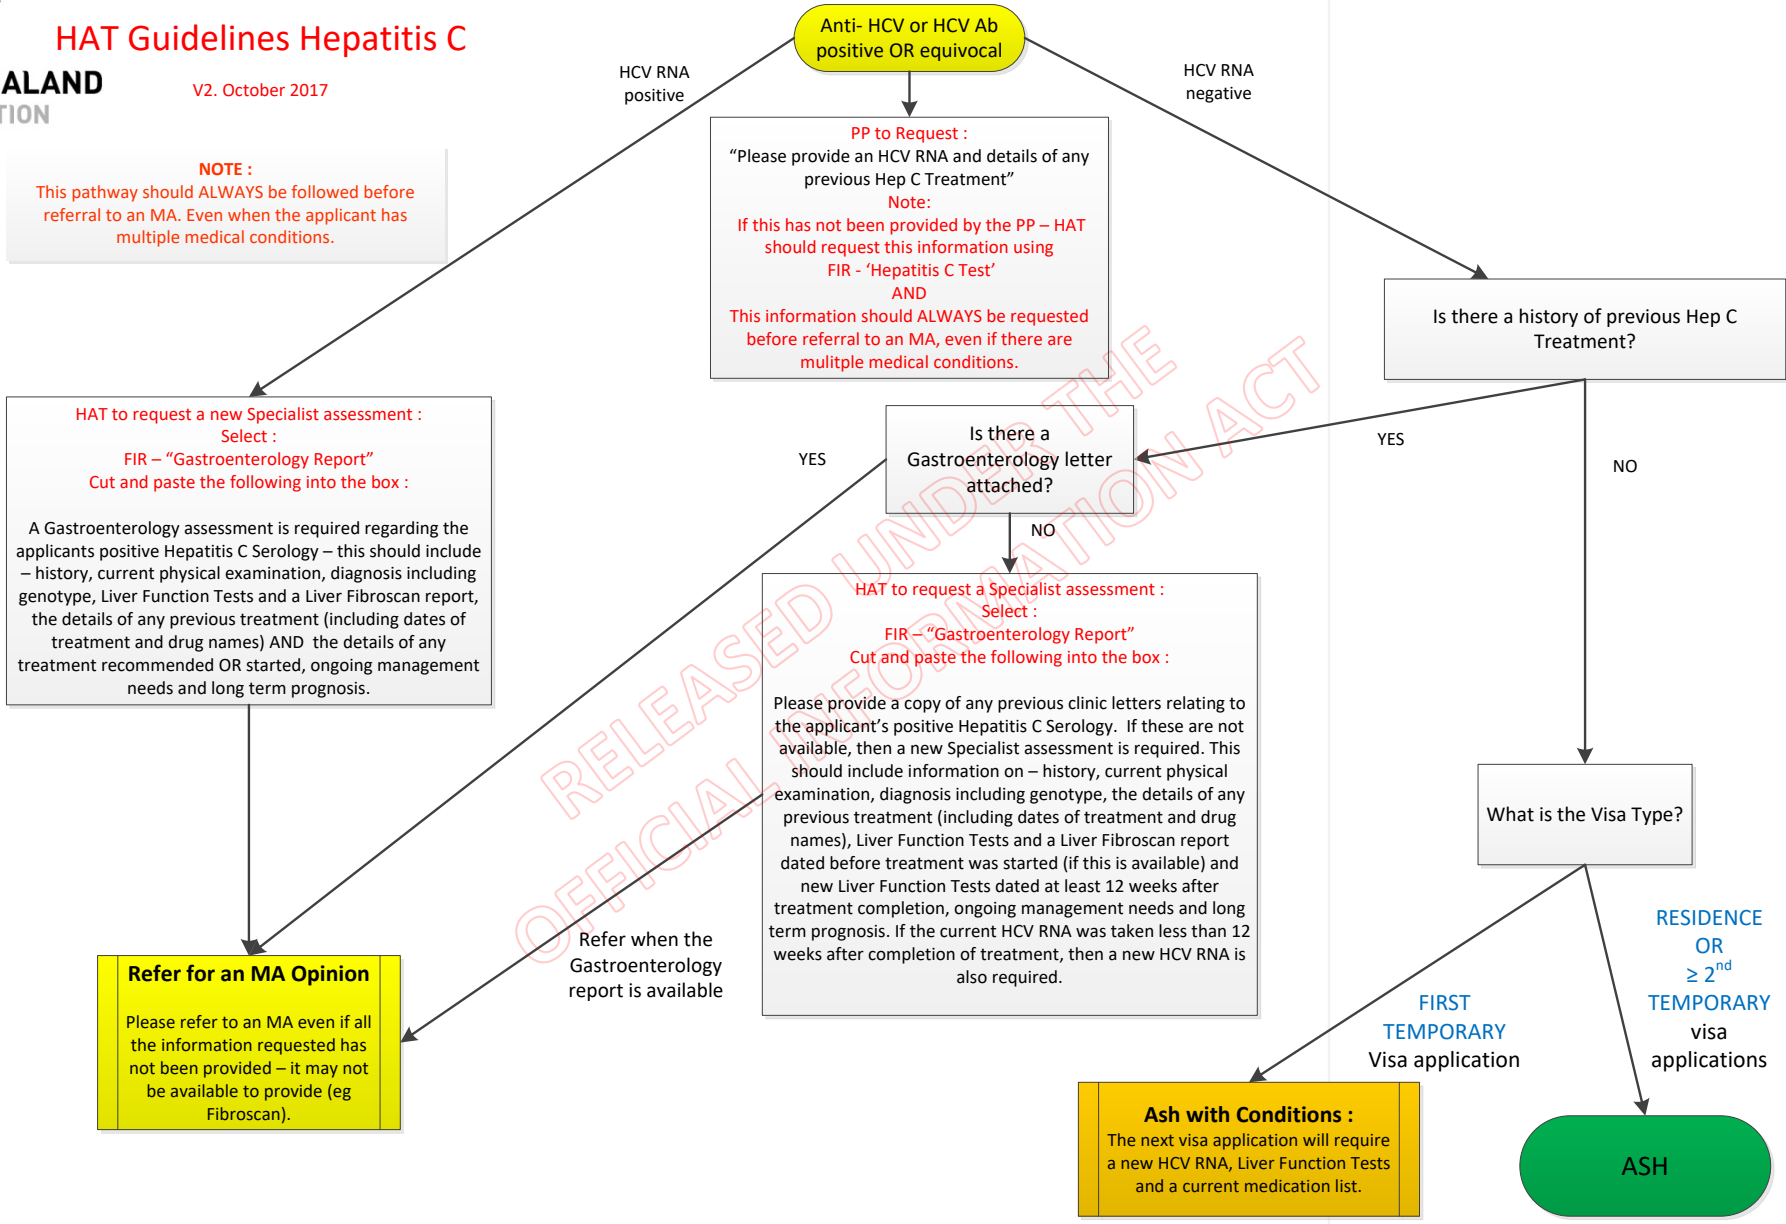 HAT Guidelines Hepatitis C
ALAND
TION
V2. October 2017
NOTE :
This pathway should ALWAYS be followed before
referral to an MA. Even when the applicant has
multiple medical conditions.
Anti- HCV or HCV Ab
positive OR equivocal
HCV RNA
positive
HCV RNA
negative
PP to Request :
“Please provide an HCV RNA and details of any
previous Hep C Treatment”
Note:
If this has not been provided by the PP – HAT
should request this information using
FIR - ‘Hepatitis C Test’
AND
This information should ALWAYS be requested
before referral to an MA, even if there are
mulitple medical conditions.
Is there a history of previous Hep C
Treatment?
HAT to request a new Specialist assessment :
Select :
FIR – “Gastroenterology Report”
Cut and paste the following into the box :
A Gastroenterology assessment is required regarding the
applicants positive Hepatitis C Serology – this should include
– history, current physical examination, diagnosis including
genotype, Liver Function Tests and a Liver Fibroscan report,
the details of any previous treatment (including dates of
treatment and drug names) AND the details of any
treatment recommended OR started, ongoing management
needs and long term prognosis.
YES
Is there a
Gastroenterology letter
attached?
YES
NO
NO
HAT to request a Specialist assessment :
Select :
FIR – “Gastroenterology Report”
Cut and paste the following into the box :
Please provide a copy of any previous clinic letters relating to
the applicant’s positive Hepatitis C Serology. If these are not
available, then a new Specialist assessment is required. This
should include information on – history, current physical
examination, diagnosis including genotype, the details of any
previous treatment (including dates of treatment and drug
names), Liver Function Tests and a Liver Fibroscan report
dated before treatment was started (if this is available) and
new Liver Function Tests dated at least 12 weeks after
treatment completion, ongoing management needs and long
term prognosis. If the current HCV RNA was taken less than 12
weeks after completion of treatment, then a new HCV RNA is
also required.
What is the Visa Type?
Refer when the
Gastroenterology
report is available
Refer for an MA Opinion
Please refer to an MA even if all
the information requested has
not been provided – it may not
be available to provide (eg
Fibroscan).
FIRST
TEMPORARY
Visa application
RESIDENCE
OR
≥ 2nd
TEMPORARY
visa
applications
Ash with Conditions :
The next visa application will require
a new HCV RNA, Liver Function Tests
and a current medication list.
ASH
RELEASED UNDER THE
OFFICIAL INFORMATION ACT